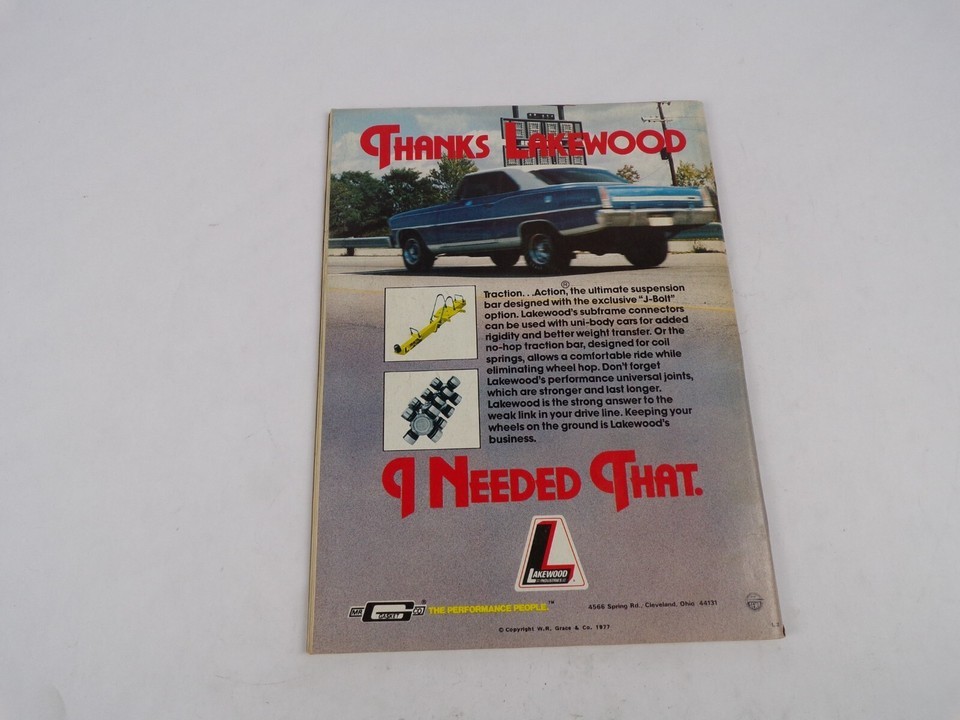 THANKS LAKEWOOD
Traction...Action,® the ultimate suspension
bar designed with the exclusive "J-Bolt"
option. Lakewood's subframe connectors
can be used with uni-body cars for added
rigidity and better weight transfer. Or the
no-hop traction bar, designed for coil
springs, allows a comfortable ride while
eliminating wheel hop. Don't forget
Lakewood's performance universal joints,
which are stronger and last longer.
Lakewood is the strong answer to the
weak link in your drive line. Keeping your
wheels on the ground is Lakewood's
business.
I NEEDED THAT.
L
LAKEWOOD
INDUSTRIES
MR G CO ®
GASKET
THE PERFORMANCE PEOPLE.™
4566 Spring Rd., Cleveland, Ohio 44131
© Copyright W.R. Grace & Co. 1977